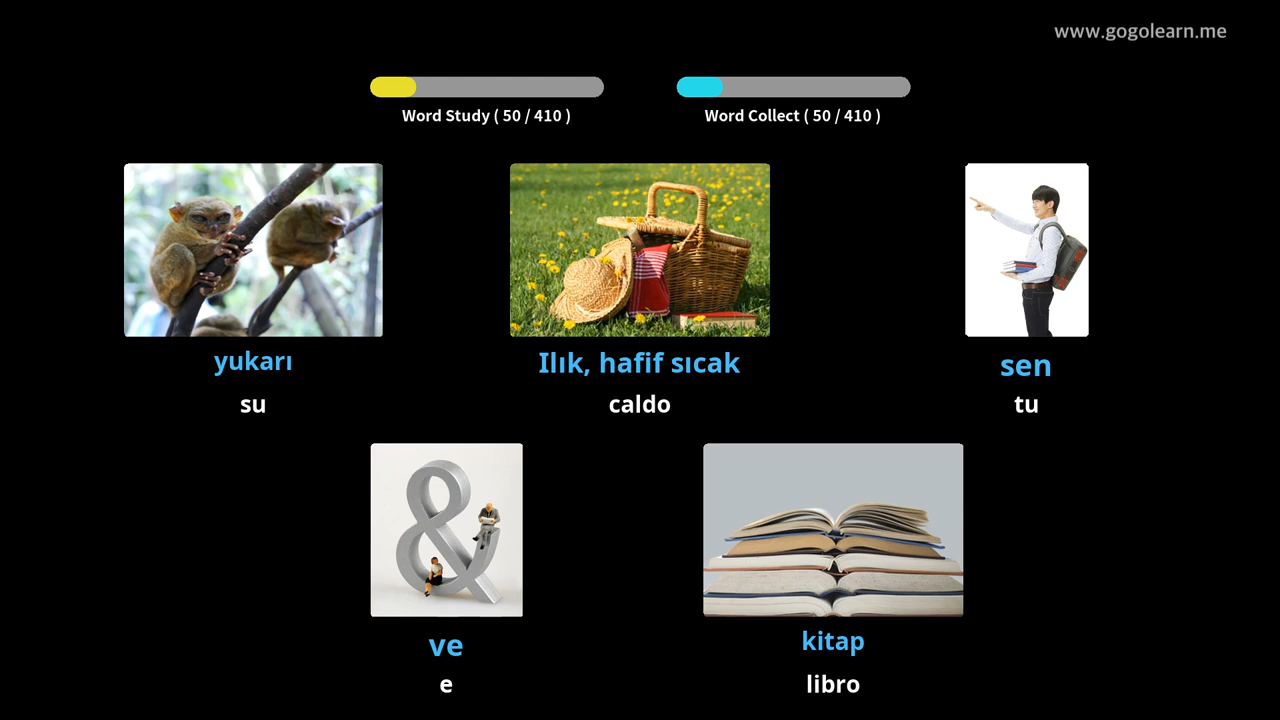 www.gogolearn.me
Word Study ( 50 / 410 )
Word Collect ( 50 / 410 )
yukarı
su
Ilık, hafif sıcak
caldo
sen
tu
ve
e
kitap
libro